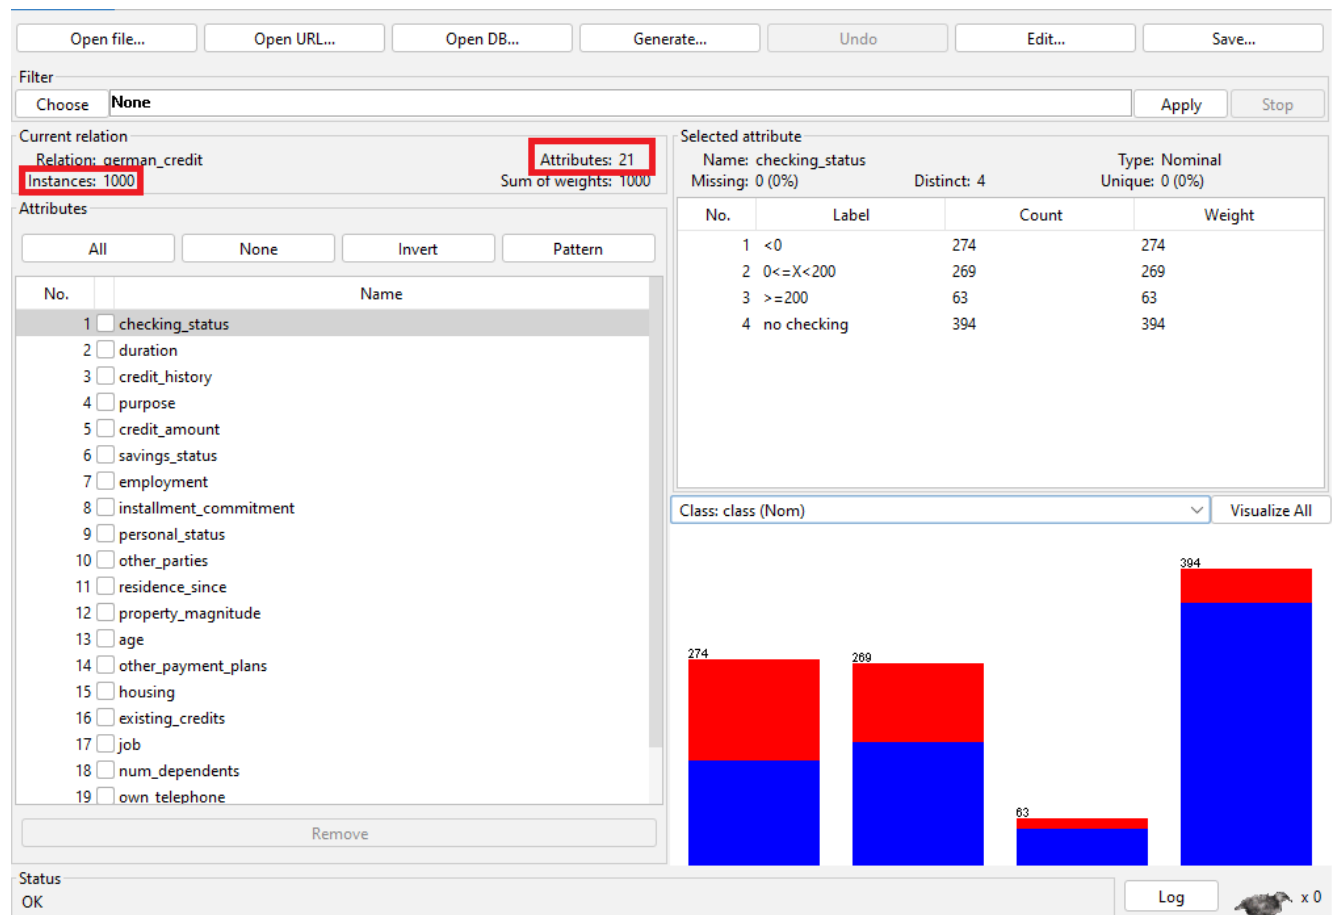 Open file... Open URL... Open DB... Generate... Undo Edit... Save...
Filter
Choose None Apply Stop
Current relation
Relation: german_credit Attributes: 21
Instances: 1000 Sum of weights: 1000
Selected attribute
Name: checking_status Type: Nominal
Missing: 0 (0%) Distinct: 4 Unique: 0 (0%)
Attributes
All None Invert Pattern
No. Name
1 checking_status
2 duration
3 credit_history
4 purpose
5 credit_amount
6 savings_status
7 employment
8 installment_commitment
9 personal_status
10 other_parties
11 residence_since
12 property_magnitude
13 age
14 other_payment_plans
15 housing
16 existing_credits
17 job
18 num_dependents
19 own_telephone
Remove
No. Label Count Weight
1 <0 274 274
2 0<=X<200 269 269
3 >=200 63 63
4 no checking 394 394
Class: class (Nom) Visualize All
274
269
63
394
Status
OK
Log x 0